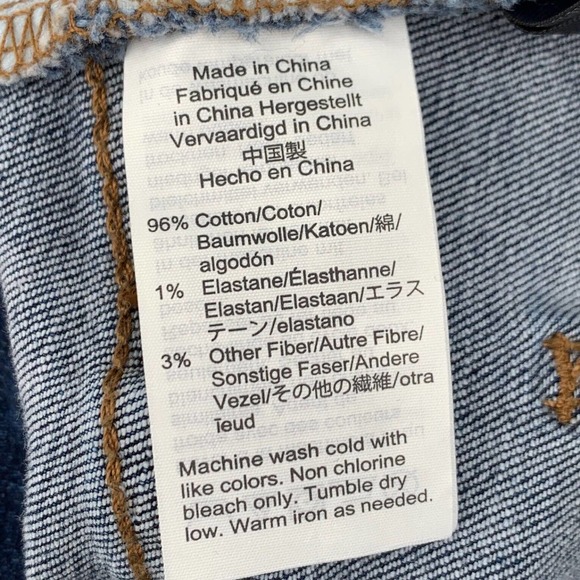 Made in China
Fabriqué en Chine
in China Hergestellt
Vervaardigd in China
中国製
Hecho en China
96% Cotton/Coton/
Baumwolle/Katoen/綿/
algodón
1% Elastane/Élasthanne/
Elastan/Elastaan/エラス
テーン/elastano
3% Other Fiber/Autre Fibre/
Sonstige Faser/Andere
Vezel/その他の繊維/otra
īeud
Machine wash cold with
like colors. Non chlorine
bleach only. Tumble dry
low. Warm iron as needed.